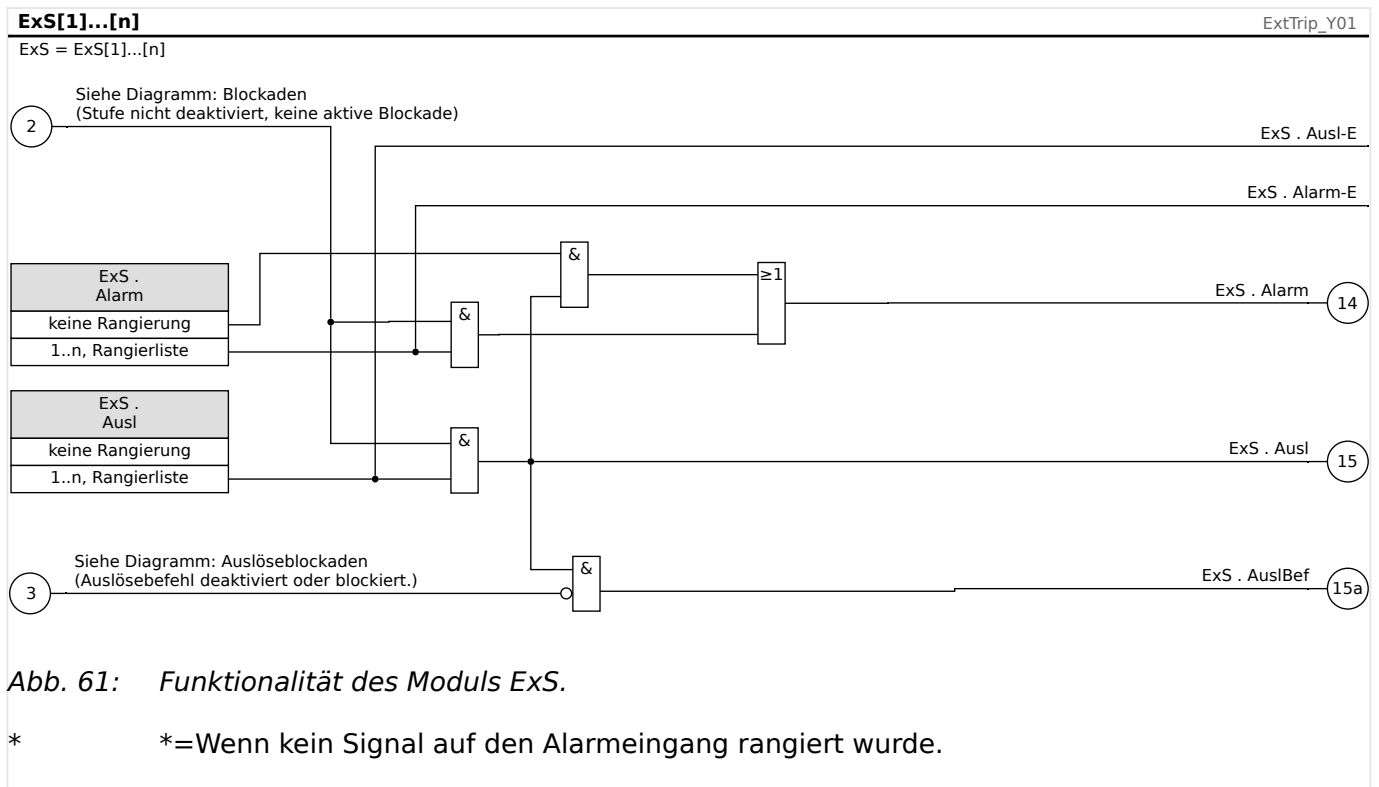 ExS[1]...[n]
ExtTrip_Y01
ExS = ExS[1]...[n]
Siehe Diagramm: Blockaden
2
(Stufe nicht deaktiviert, keine aktive Blockade)
ExS . Ausl-E
ExS . Alarm-E
&
ExS .
Alarm
≥1
ExS . Alarm
14
keine Rangierung
&
1..n, Rangierliste
ExS .
Ausl
keine Rangierung
&
ExS . Ausl
15
1..n, Rangierliste
Siehe Diagramm: Auslöseblockaden
(Auslösebefehl deaktiviert oder blockiert.)
3
&
ExS . AuslBef
15a
Abb. 61: Funktionalität des Moduls ExS.
* *=Wenn kein Signal auf den Alarmeingang rangiert wurde.